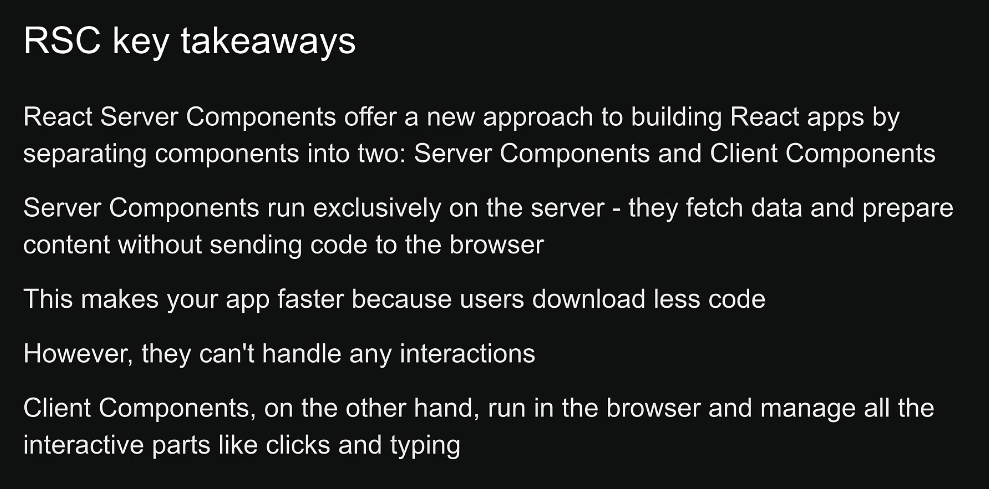 RSC key takeaways
React Server Components offer a new approach to building React apps by
separating components into two: Server Components and Client Components
Server Components run exclusively on the server - they fetch data and prepare
content without sending code to the browser
This makes your app faster because users download less code
However, they can't handle any interactions
Client Components, on the other hand, run in the browser and manage all the
interactive parts like clicks and typing